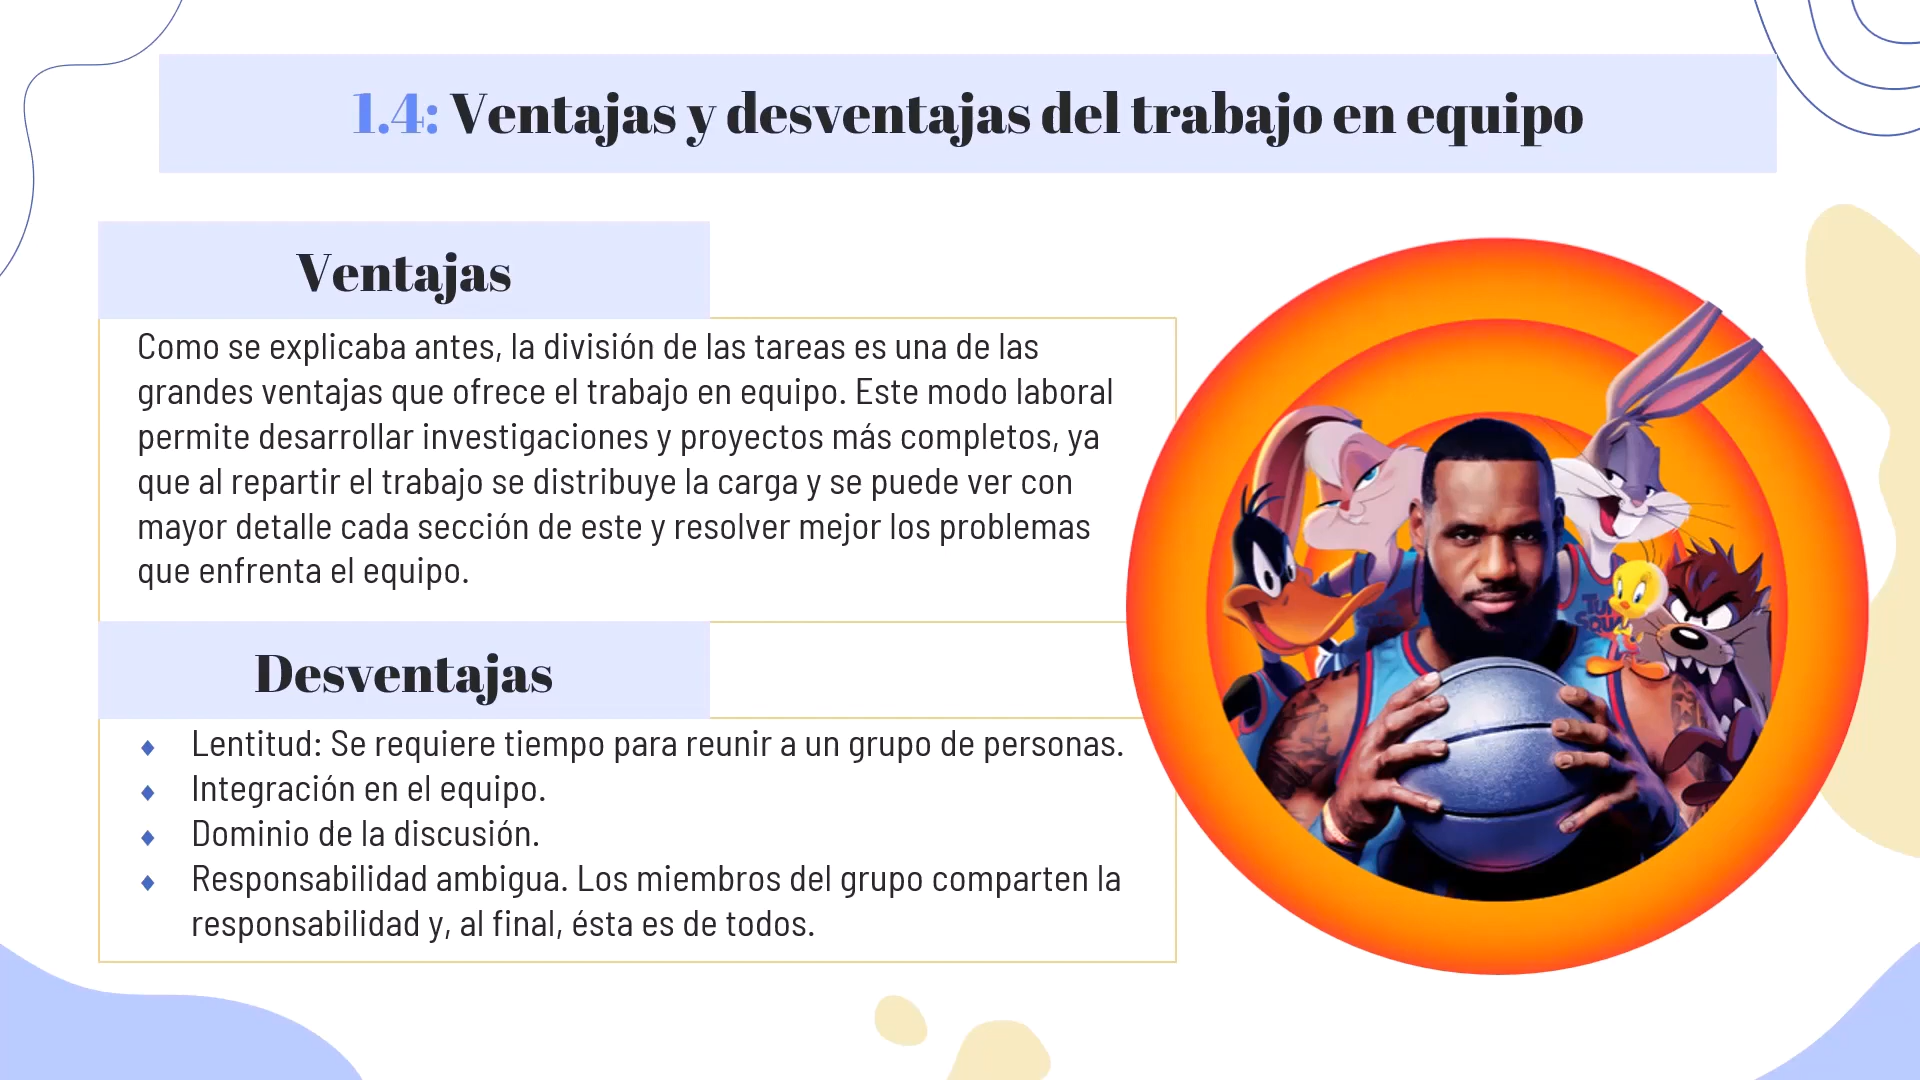 1.4: Ventajas y desventajas del trabajo en equipo
Ventajas
Como se explicaba antes, la división de las tareas es una de las
grandes ventajas que ofrece el trabajo en equipo. Este modo laboral
permite desarrollar investigaciones y proyectos más completos, ya
que al repartir el trabajo se distribuye la carga y se puede ver con
mayor detalle cada sección de este y resolver mejor los problemas
que enfrenta el equipo.
Desventajas
Lentitud: Se requiere tiempo para reunir a un grupo de personas.
Integración en el equipo.
Dominio de la discusión.
Responsabilidad ambigua. Los miembros del grupo comparten la
responsabilidad y, al final, ésta es de todos.